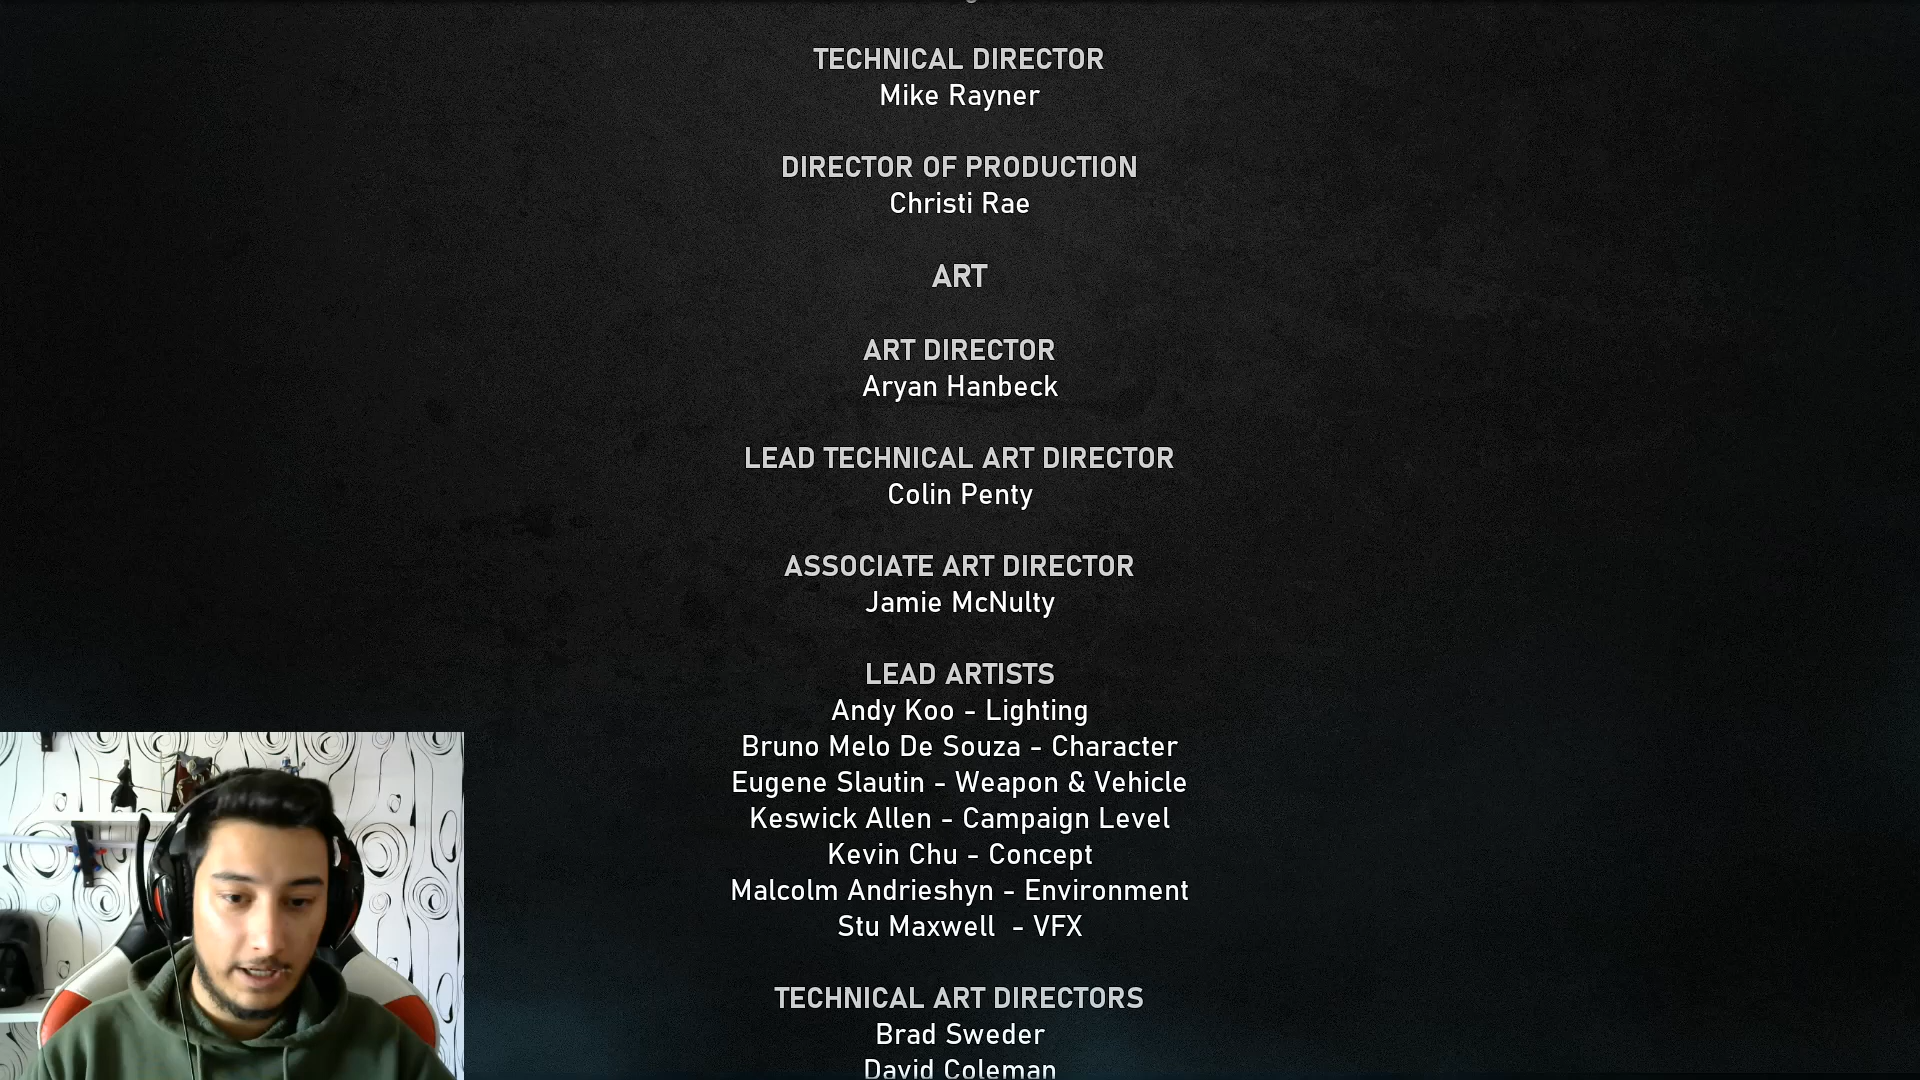 TECHNICAL DIRECTOR
Mike Rayner
DIRECTOR OF PRODUCTION
Christi Rae
ART
ART DIRECTOR
Aryan Hanbeck
LEAD TECHNICAL ART DIRECTOR
Colin Penty
ASSOCIATE ART DIRECTOR
Jamie McNulty
LEAD ARTISTS
Andy Koo - Lighting
Bruno Melo De Souza - Character
Eugene Slautin - Weapon & Vehicle
Keswick Allen - Campaign Level
Kevin Chu - Concept
Malcolm Andrieshyn - Environment
Stu Maxwell  - VFX
TECHNICAL ART DIRECTORS
Brad Sweder
David Coleman